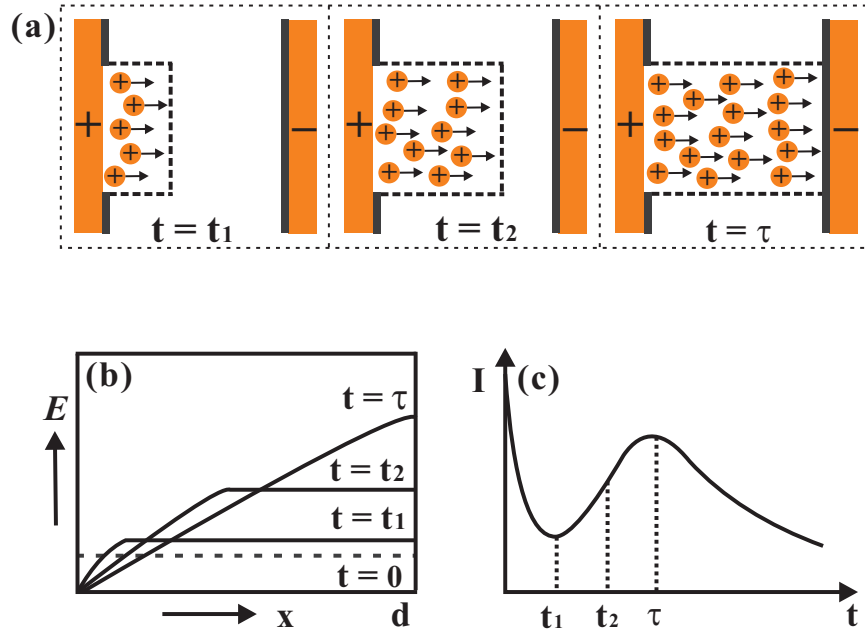 (a)
+ −
+ −
+ −
t = t₁
t = t₂
t = τ
(b)
E
t = τ
t = t₂
t = t₁
t = 0
x
d
(c)
I
t₁
t₂
τ
t